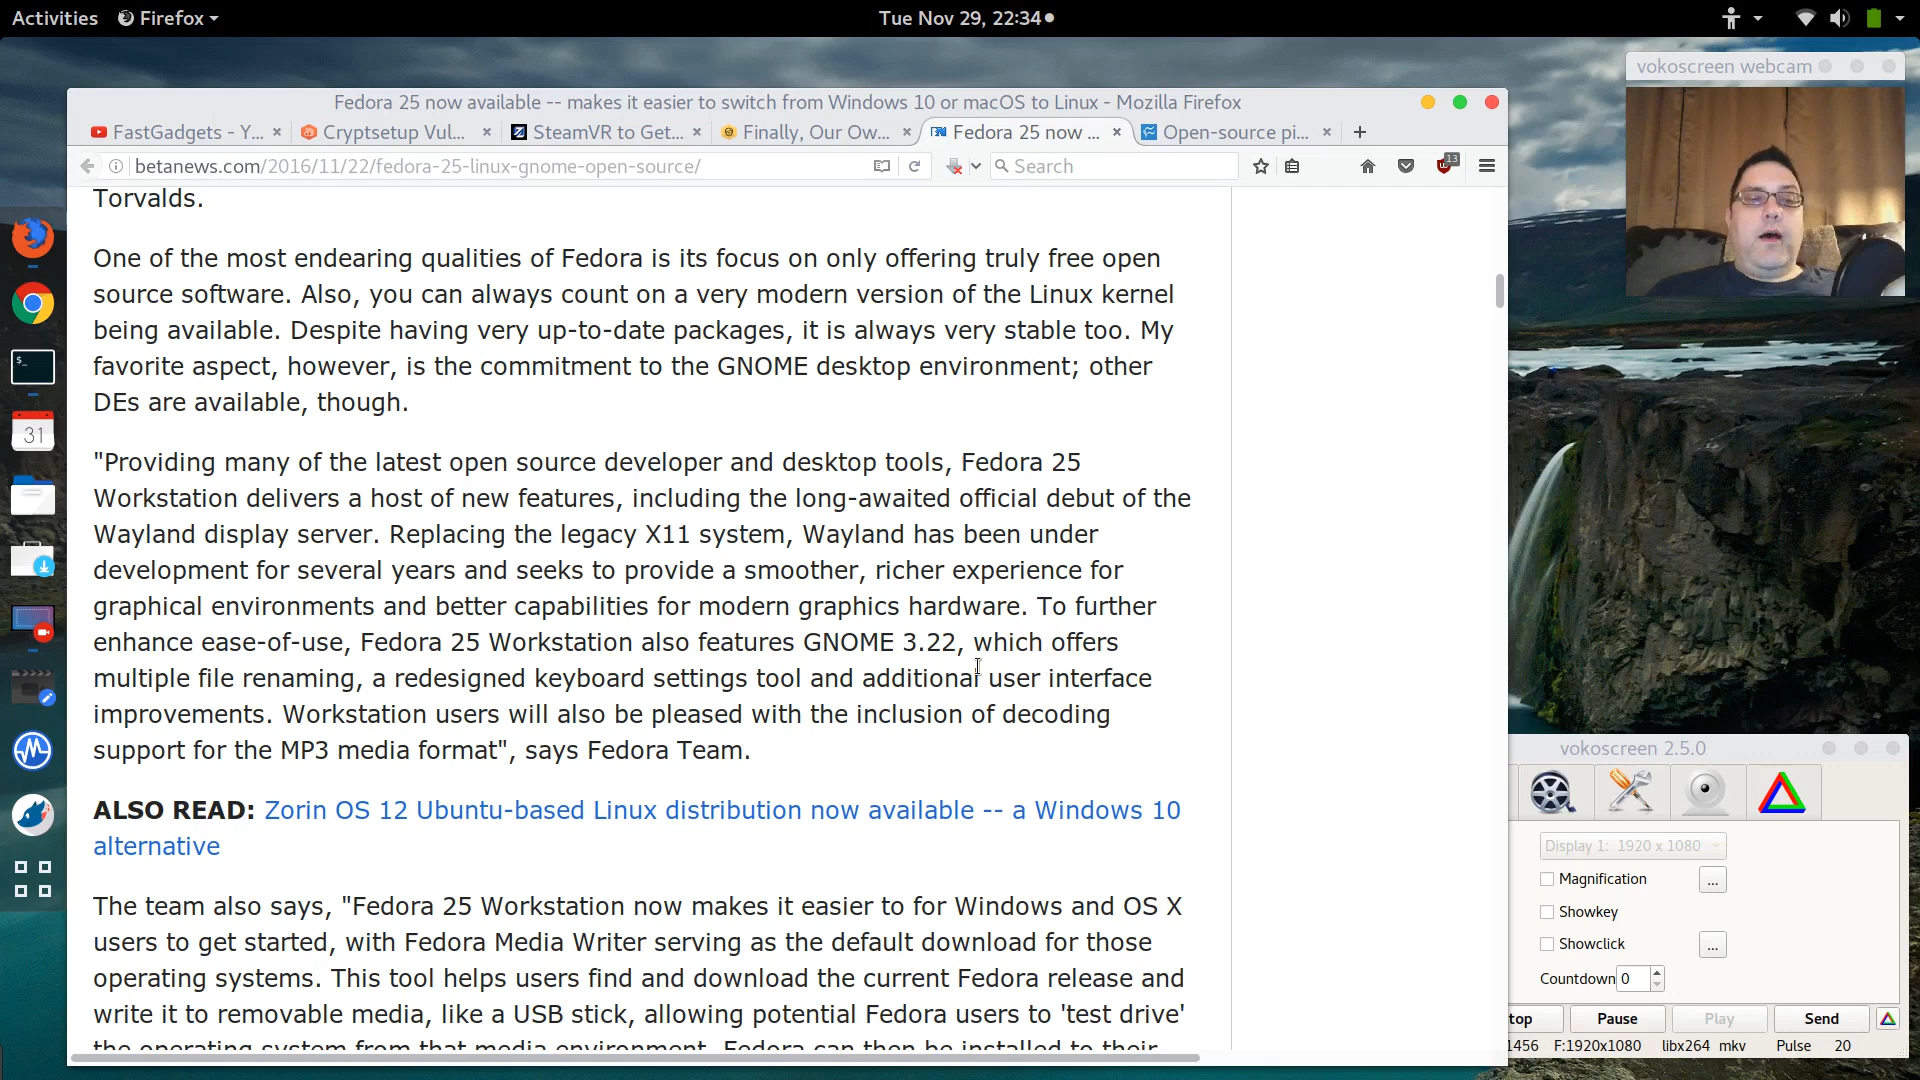 Activities Firefox Tue Nov 29, 22:34
vokoscreen webcam
Fedora 25 now available -- makes it easier to switch from Windows 10 or macOS to Linux - Mozilla Firefox
FastGadgets - Y... Cryptsetup Vul... SteamVR to Get... Finally, Our Ow... Fedora 25 now ... Open-source pi...
betanews.com/2016/11/22/fedora-25-linux-gnome-open-source/ Search 13
Torvalds.
One of the most endearing qualities of Fedora is its focus on only offering truly free open
source software. Also, you can always count on a very modern version of the Linux kernel
being available. Despite having very up-to-date packages, it is always very stable too. My
favorite aspect, however, is the commitment to the GNOME desktop environment; other
DEs are available, though.
"Providing many of the latest open source developer and desktop tools, Fedora 25
Workstation delivers a host of new features, including the long-awaited official debut of the
Wayland display server. Replacing the legacy X11 system, Wayland has been under
development for several years and seeks to provide a smoother, richer experience for
graphical environments and better capabilities for modern graphics hardware. To further
enhance ease-of-use, Fedora 25 Workstation also features GNOME 3.22, which offers
multiple file renaming, a redesigned keyboard settings tool and additional user interface
improvements. Workstation users will also be pleased with the inclusion of decoding
support for the MP3 media format", says Fedora Team.
ALSO READ: Zorin OS 12 Ubuntu-based Linux distribution now available -- a Windows 10
alternative
The team also says, "Fedora 25 Workstation now makes it easier to for Windows and OS X
users to get started, with Fedora Media Writer serving as the default download for those
operating systems. This tool helps users find and download the current Fedora release and
write it to removable media, like a USB stick, allowing potential Fedora users to 'test drive'
the operating system from that media environment. Fedora can then be installed to their
31
vokoscreen 2.5.0
Display 1: 1920 x 1080
Magnification ...
Showkey
Showclick ...
Countdown 0
top Pause Play Send
1456 F:1920x1080 libx264 mkv Pulse 20